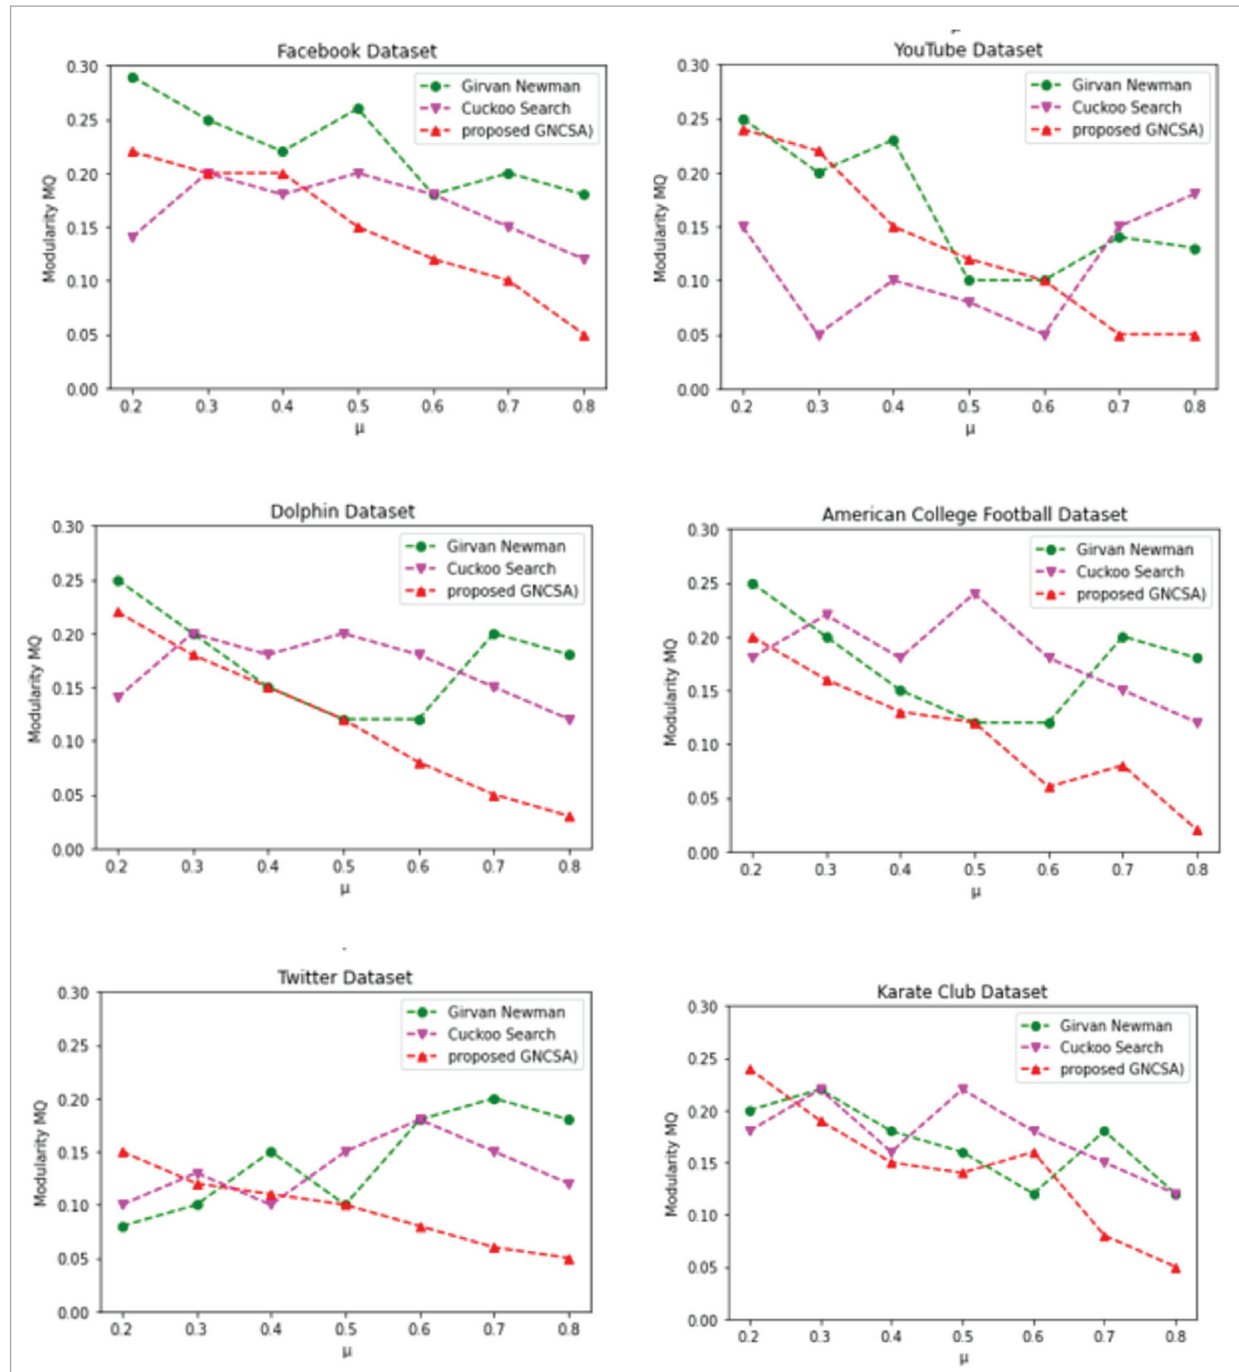 Facebook Dataset
0.30
0.25
0.20
0.15
0.10
0.05
0.00
Modularity MQ
Girvan Newman
Cuckoo Search
proposed GNCSA)
0.2 0.3 0.4 0.5 0.6 0.7 0.8
μ
YouTube Dataset
0.30
0.25
0.20
0.15
0.10
0.05
0.00
Modularity MQ
Girvan Newman
Cuckoo Search
proposed GNCSA)
0.2 0.3 0.4 0.5 0.6 0.7 0.8
μ
Dolphin Dataset
0.30
0.25
0.20
0.15
0.10
0.05
0.00
Modularity MQ
Girvan Newman
Cuckoo Search
proposed GNCSA)
0.2 0.3 0.4 0.5 0.6 0.7 0.8
μ
American College Football Dataset
0.30
0.25
0.20
0.15
0.10
0.05
0.00
Modularity MQ
Girvan Newman
Cuckoo Search
proposed GNCSA)
0.2 0.3 0.4 0.5 0.6 0.7 0.8
μ
Twitter Dataset
0.30
0.25
0.20
0.15
0.10
0.05
0.00
Modularity MQ
Girvan Newman
Cuckoo Search
proposed GNCSA)
0.2 0.3 0.4 0.5 0.6 0.7 0.8
μ
Karate Club Dataset
0.30
0.25
0.20
0.15
0.10
0.05
0.00
Modularity MQ
Girvan Newman
Cuckoo Search
proposed GNCSA)
0.2 0.3 0.4 0.5 0.6 0.7 0.8
μ